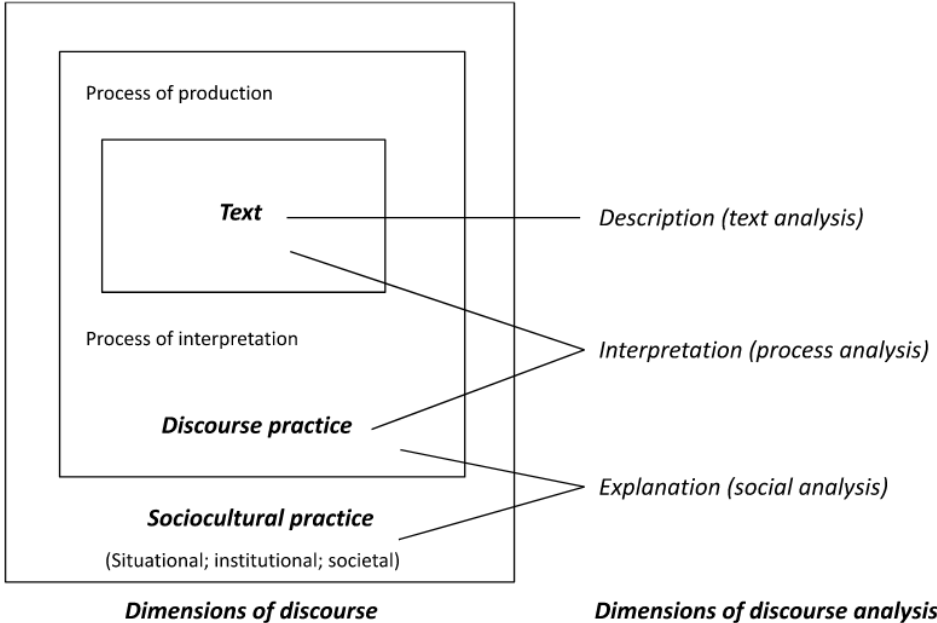 Process of production
Text
Description (text analysis)
Process of interpretation
Interpretation (process analysis)
Discourse practice
Explanation (social analysis)
Sociocultural practice
(Situational; institutional; societal)
Dimensions of discourse
Dimensions of discourse analysis